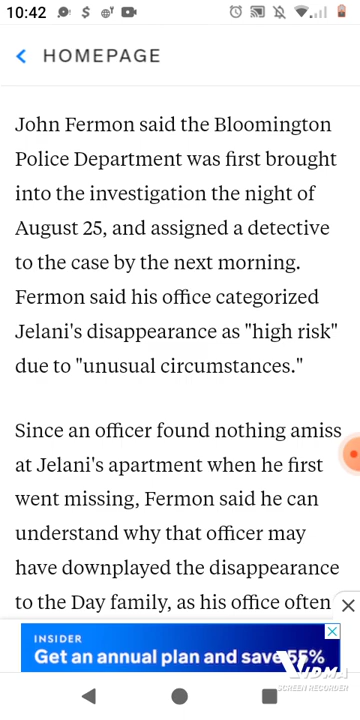 10:42
HOMEPAGE
John Fermon said the Bloomington
Police Department was first brought
into the investigation the night of
August 25, and assigned a detective
to the case by the next morning.
Fermon said his office categorized
Jelani's disappearance as "high risk"
due to "unusual circumstances."
Since an officer found nothing amiss
at Jelani's apartment when he first
went missing, Fermon said he can
understand why that officer may
have downplayed the disappearance
to the Day family, as his office often
INSIDER
Get an annual plan and save 55%
VIDMA
SCREEN RECORDER